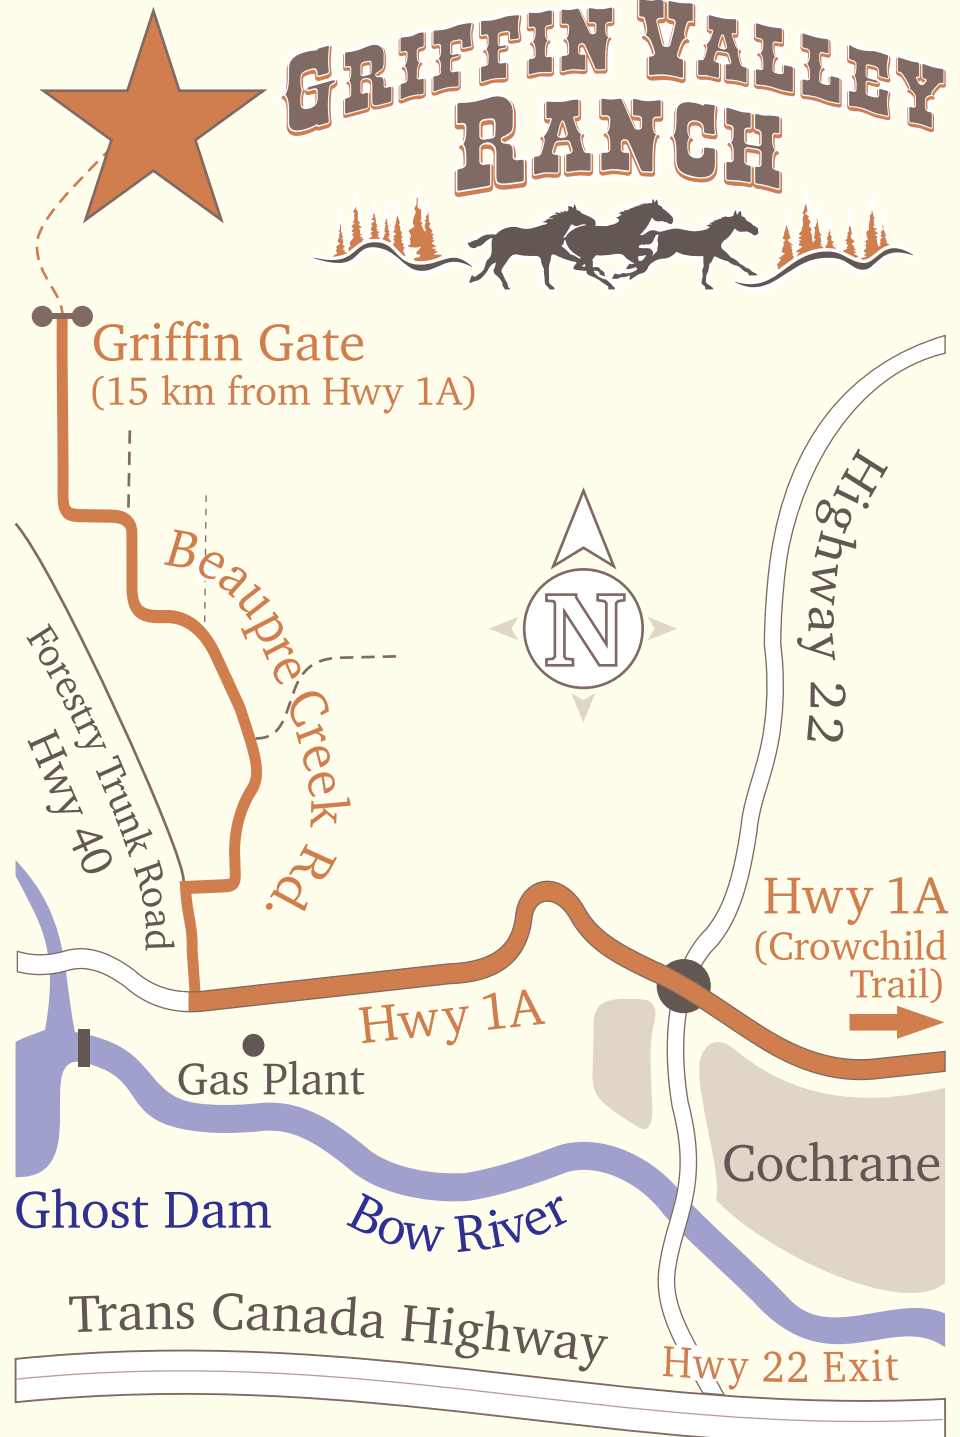 GRIFFIN VALLEY
RANCH
Griffin Gate
(15 km from Hwy 1A)
Beaupre Creek Rd.
Highway 22
N
Forestry Trunk Road
Hwy 40
Hwy 1A
(Crowchild
Trail)
Hwy 1A
Gas Plant
Cochrane
Ghost Dam
Bow River
Trans Canada Highway
Hwy 22 Exit